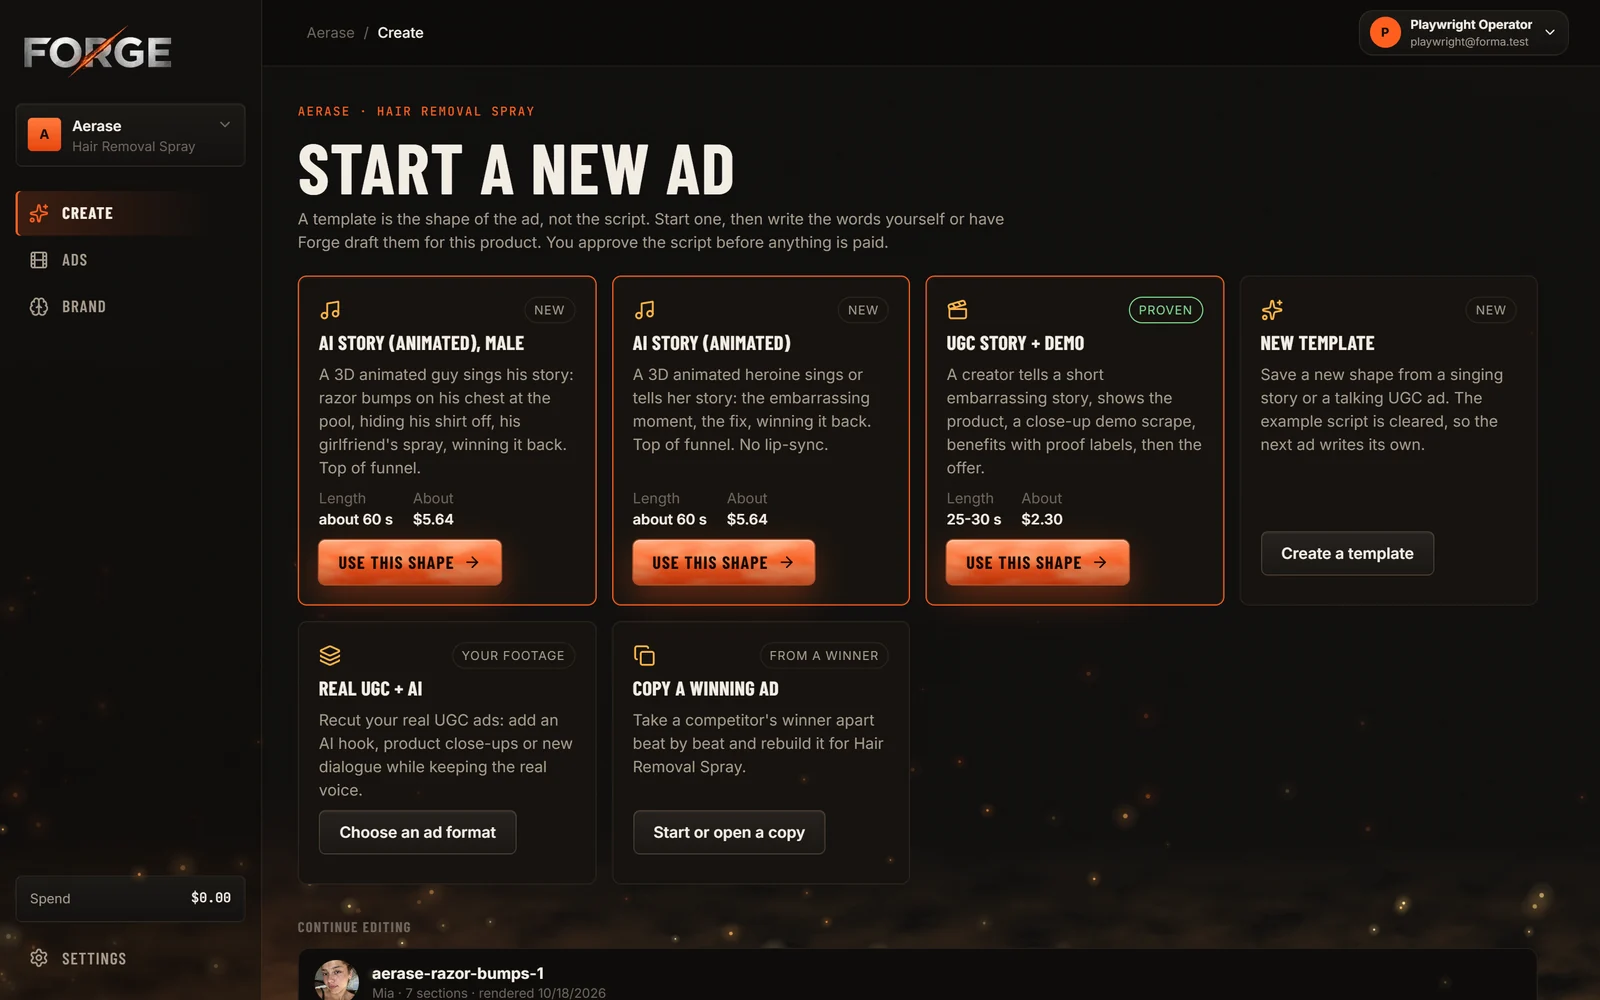 FORGE
Aerase / Create
P
Playwright Operator
playwright@forma.test
A
Aerase
Hair Removal Spray
CREATE
ADS
BRAND
Spend
$0.00
SETTINGS
AERASE · HAIR REMOVAL SPRAY
START A NEW AD
A template is the shape of the ad, not the script. Start one, then write the words yourself or have
Forge draft them for this product. You approve the script before anything is paid.
NEW
AI STORY (ANIMATED), MALE
A 3D animated guy sings his story:
razor bumps on his chest at the
pool, hiding his shirt off, his
girlfriend's spray, winning it back.
Top of funnel.
Length
About
about 60 s
$5.64
USE THIS SHAPE →
NEW
AI STORY (ANIMATED)
A 3D animated heroine sings or
tells her story: the embarrassing
moment, the fix, winning it back.
Top of funnel. No lip-sync.
Length
About
about 60 s
$5.64
USE THIS SHAPE →
PROVEN
UGC STORY + DEMO
A creator tells a short
embarrassing story, shows the
product, a close-up demo scrape,
benefits with proof labels, then the
offer.
Length
About
25-30 s
$2.30
USE THIS SHAPE →
NEW
NEW TEMPLATE
Save a new shape from a singing
story or a talking UGC ad. The
example script is cleared, so the
next ad writes its own.
Create a template
YOUR FOOTAGE
REAL UGC + AI
Recut your real UGC ads: add an
AI hook, product close-ups or new
dialogue while keeping the real
voice.
Choose an ad format
FROM A WINNER
COPY A WINNING AD
Take a competitor's winner apart
beat by beat and rebuild it for Hair
Removal Spray.
Start or open a copy
CONTINUE EDITING
aerase-razor-bumps-1
Mia · 7 sections · rendered 10/18/2026